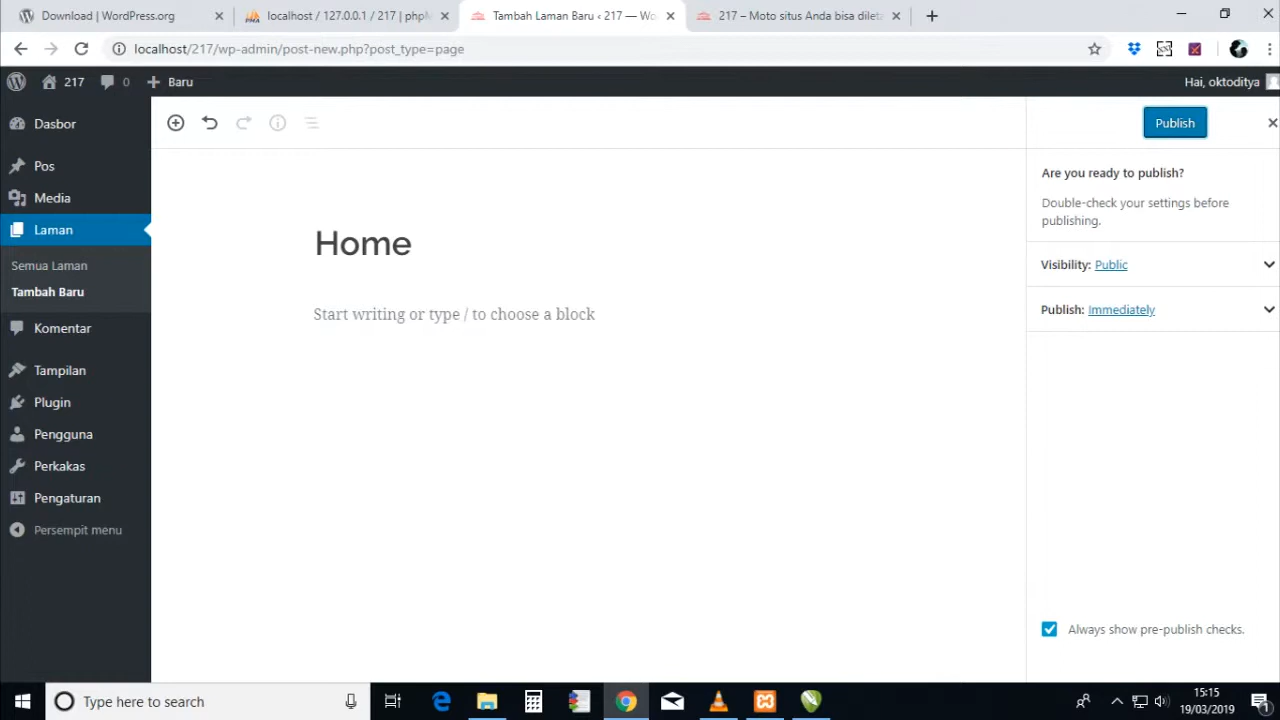 Download | WordPress.org
localhost / 127.0.0.1 / 217 | phpM
Tambah Laman Baru ‹ 217 — Wo
217 – Moto situs Anda bisa dileta
localhost/217/wp-admin/post-new.php?post_type=page
217
0
Baru
Hai, oktoditya
Dasbor
Pos
Media
Laman
Semua Laman
Tambah Baru
Komentar
Tampilan
Plugin
Pengguna
Perkakas
Pengaturan
Persempit menu
Home
Start writing or type / to choose a block
Publish
Are you ready to publish?
Double-check your settings before
publishing.
Visibility: Public
Publish: Immediately
Always show pre-publish checks.
Type here to search
15:15
19/03/2019
1